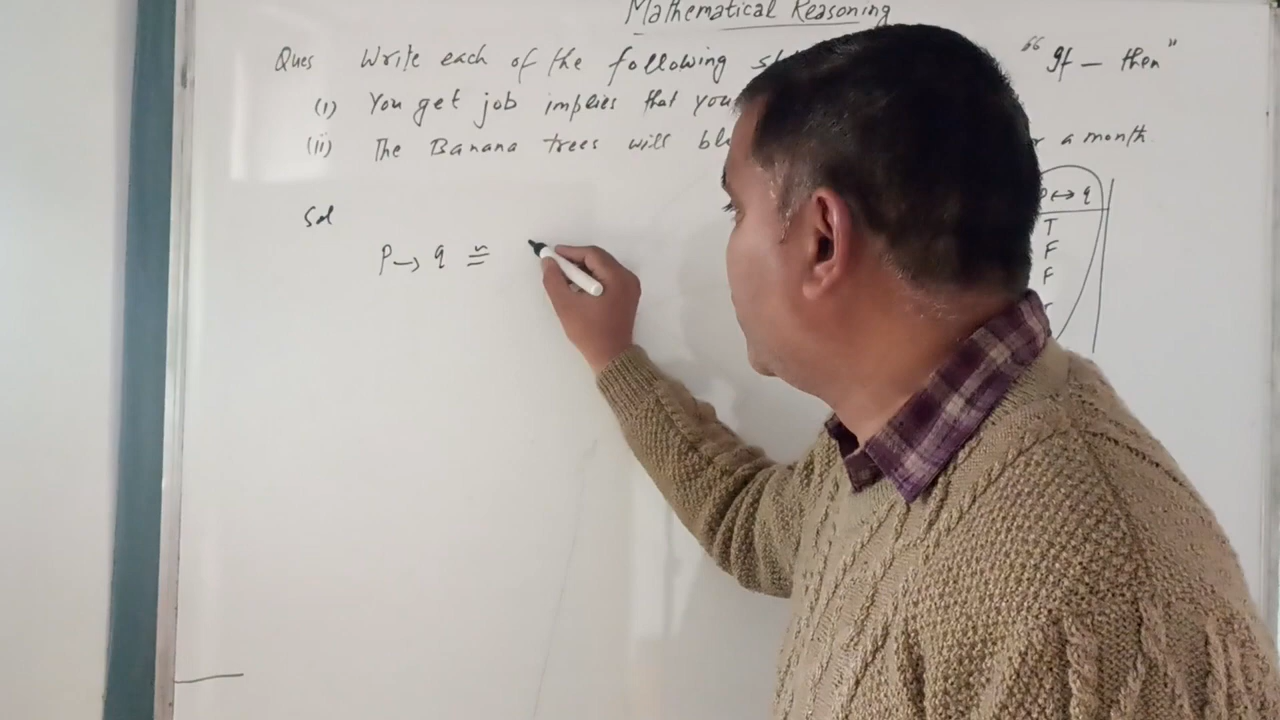 Mathematical Reasoning
Ques Write each of the following "If — then"
(i) You get job implies that you
(ii) The Banana trees will a month
p ↔ q
Sol
T
P → q ≅
F
F